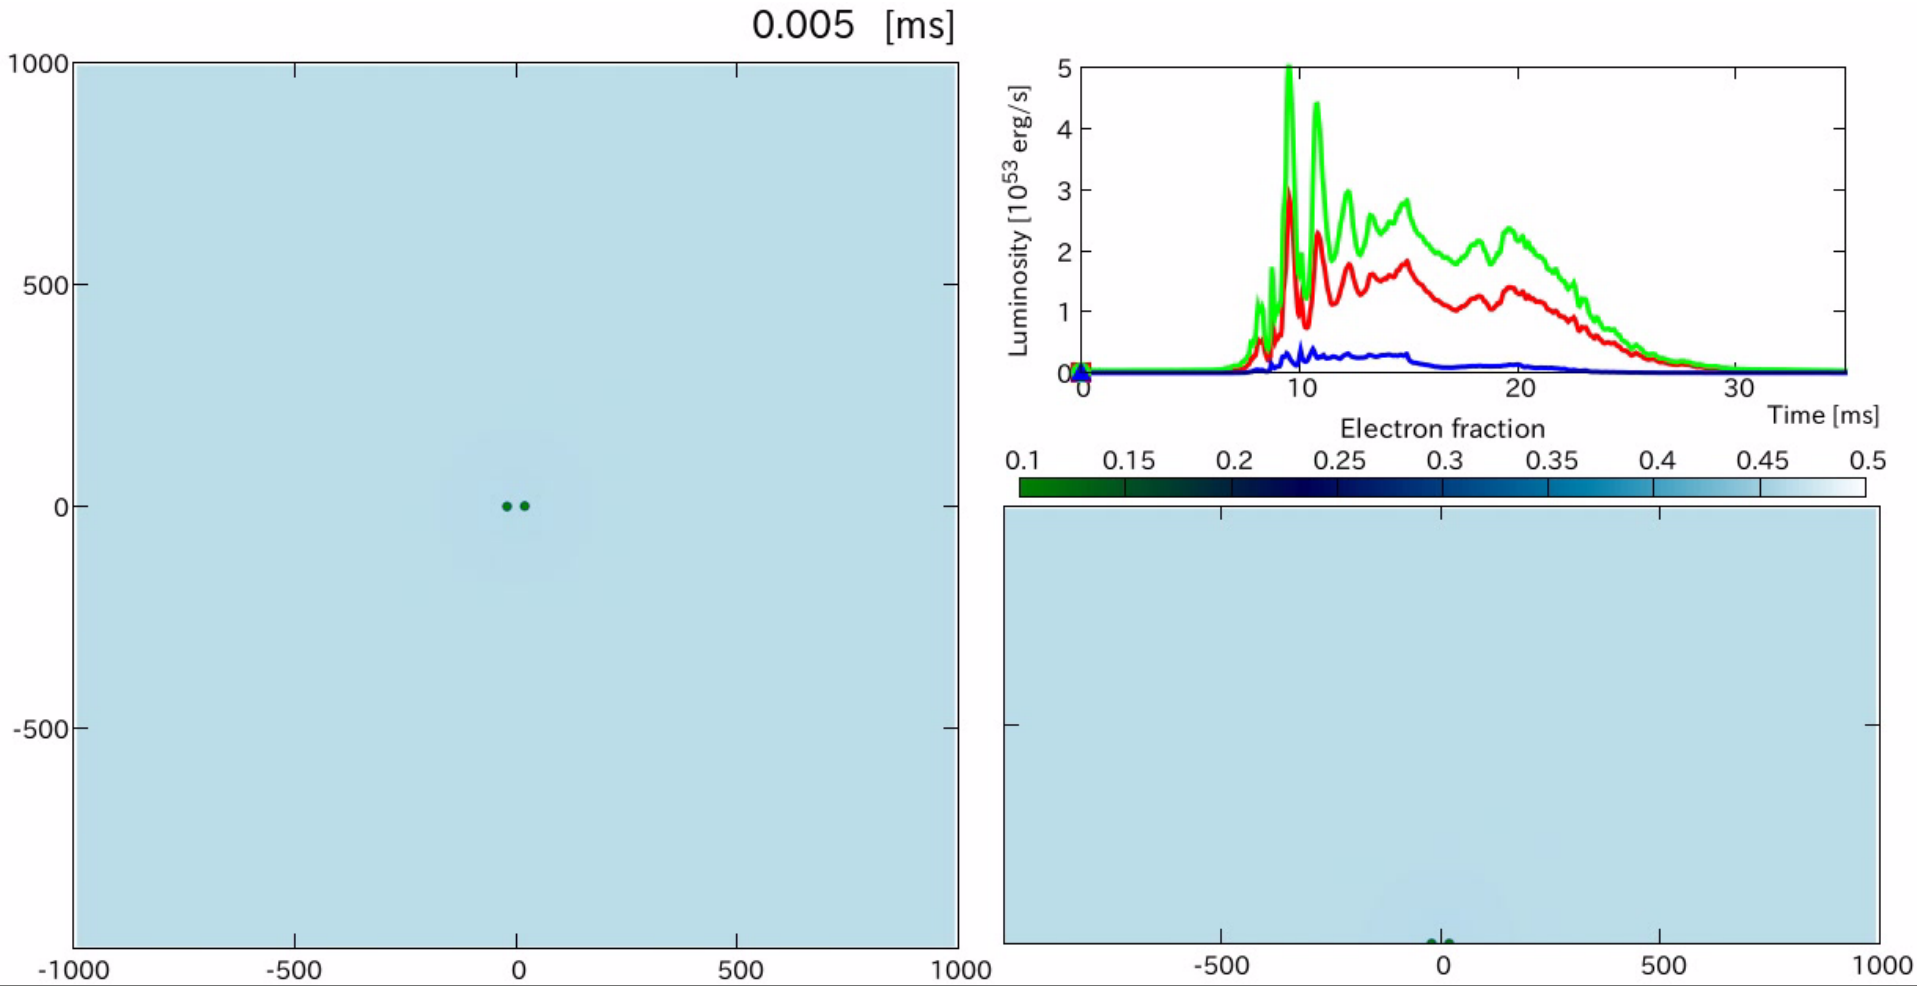 0.005 [ms]
1000
500
0
-500
-1000 -500 0 500 1000
Luminosity [10^53 erg/s]
5
4
3
2
1
0
0 10 20 30
Time [ms]
Electron fraction
0.1 0.15 0.2 0.25 0.3 0.35 0.4 0.45 0.5
-500 0 500 1000